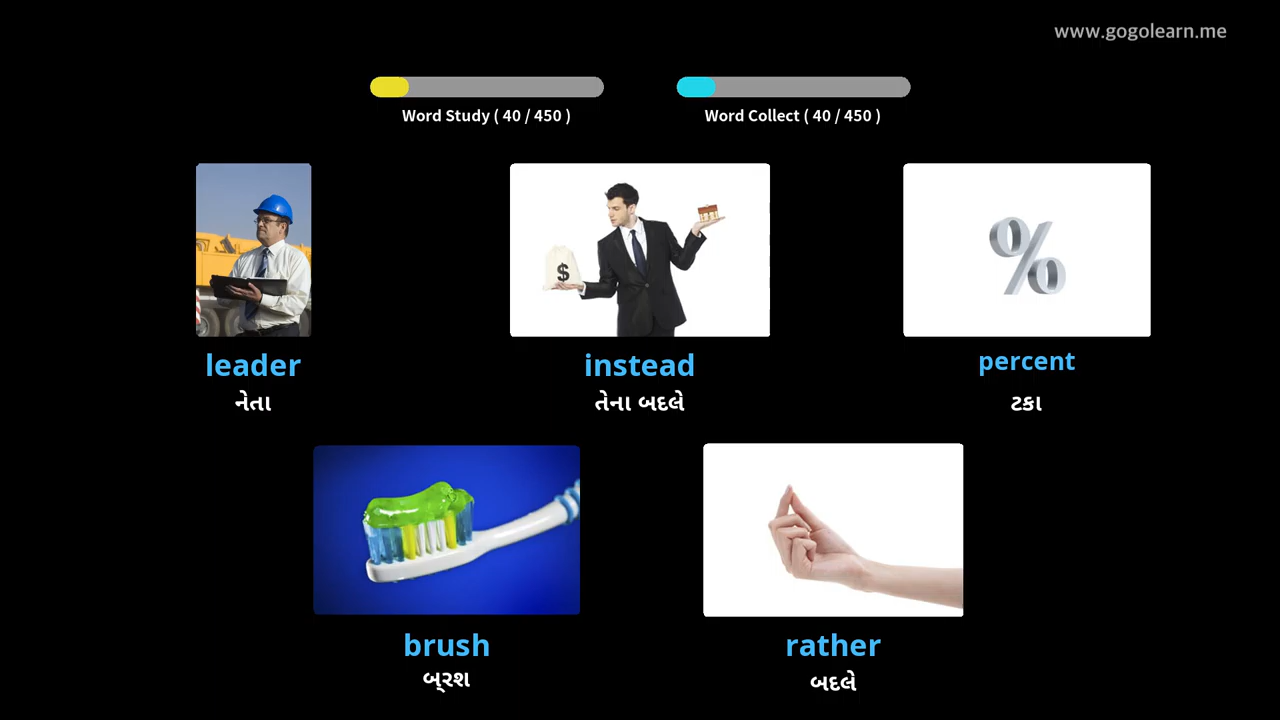 www.gogolearn.me
Word Study ( 40 / 450 )
Word Collect ( 40 / 450 )
$
%
leader
નેતા
instead
તેના બદલે
percent
ટકા
brush
બ્રશ
rather
બદલે